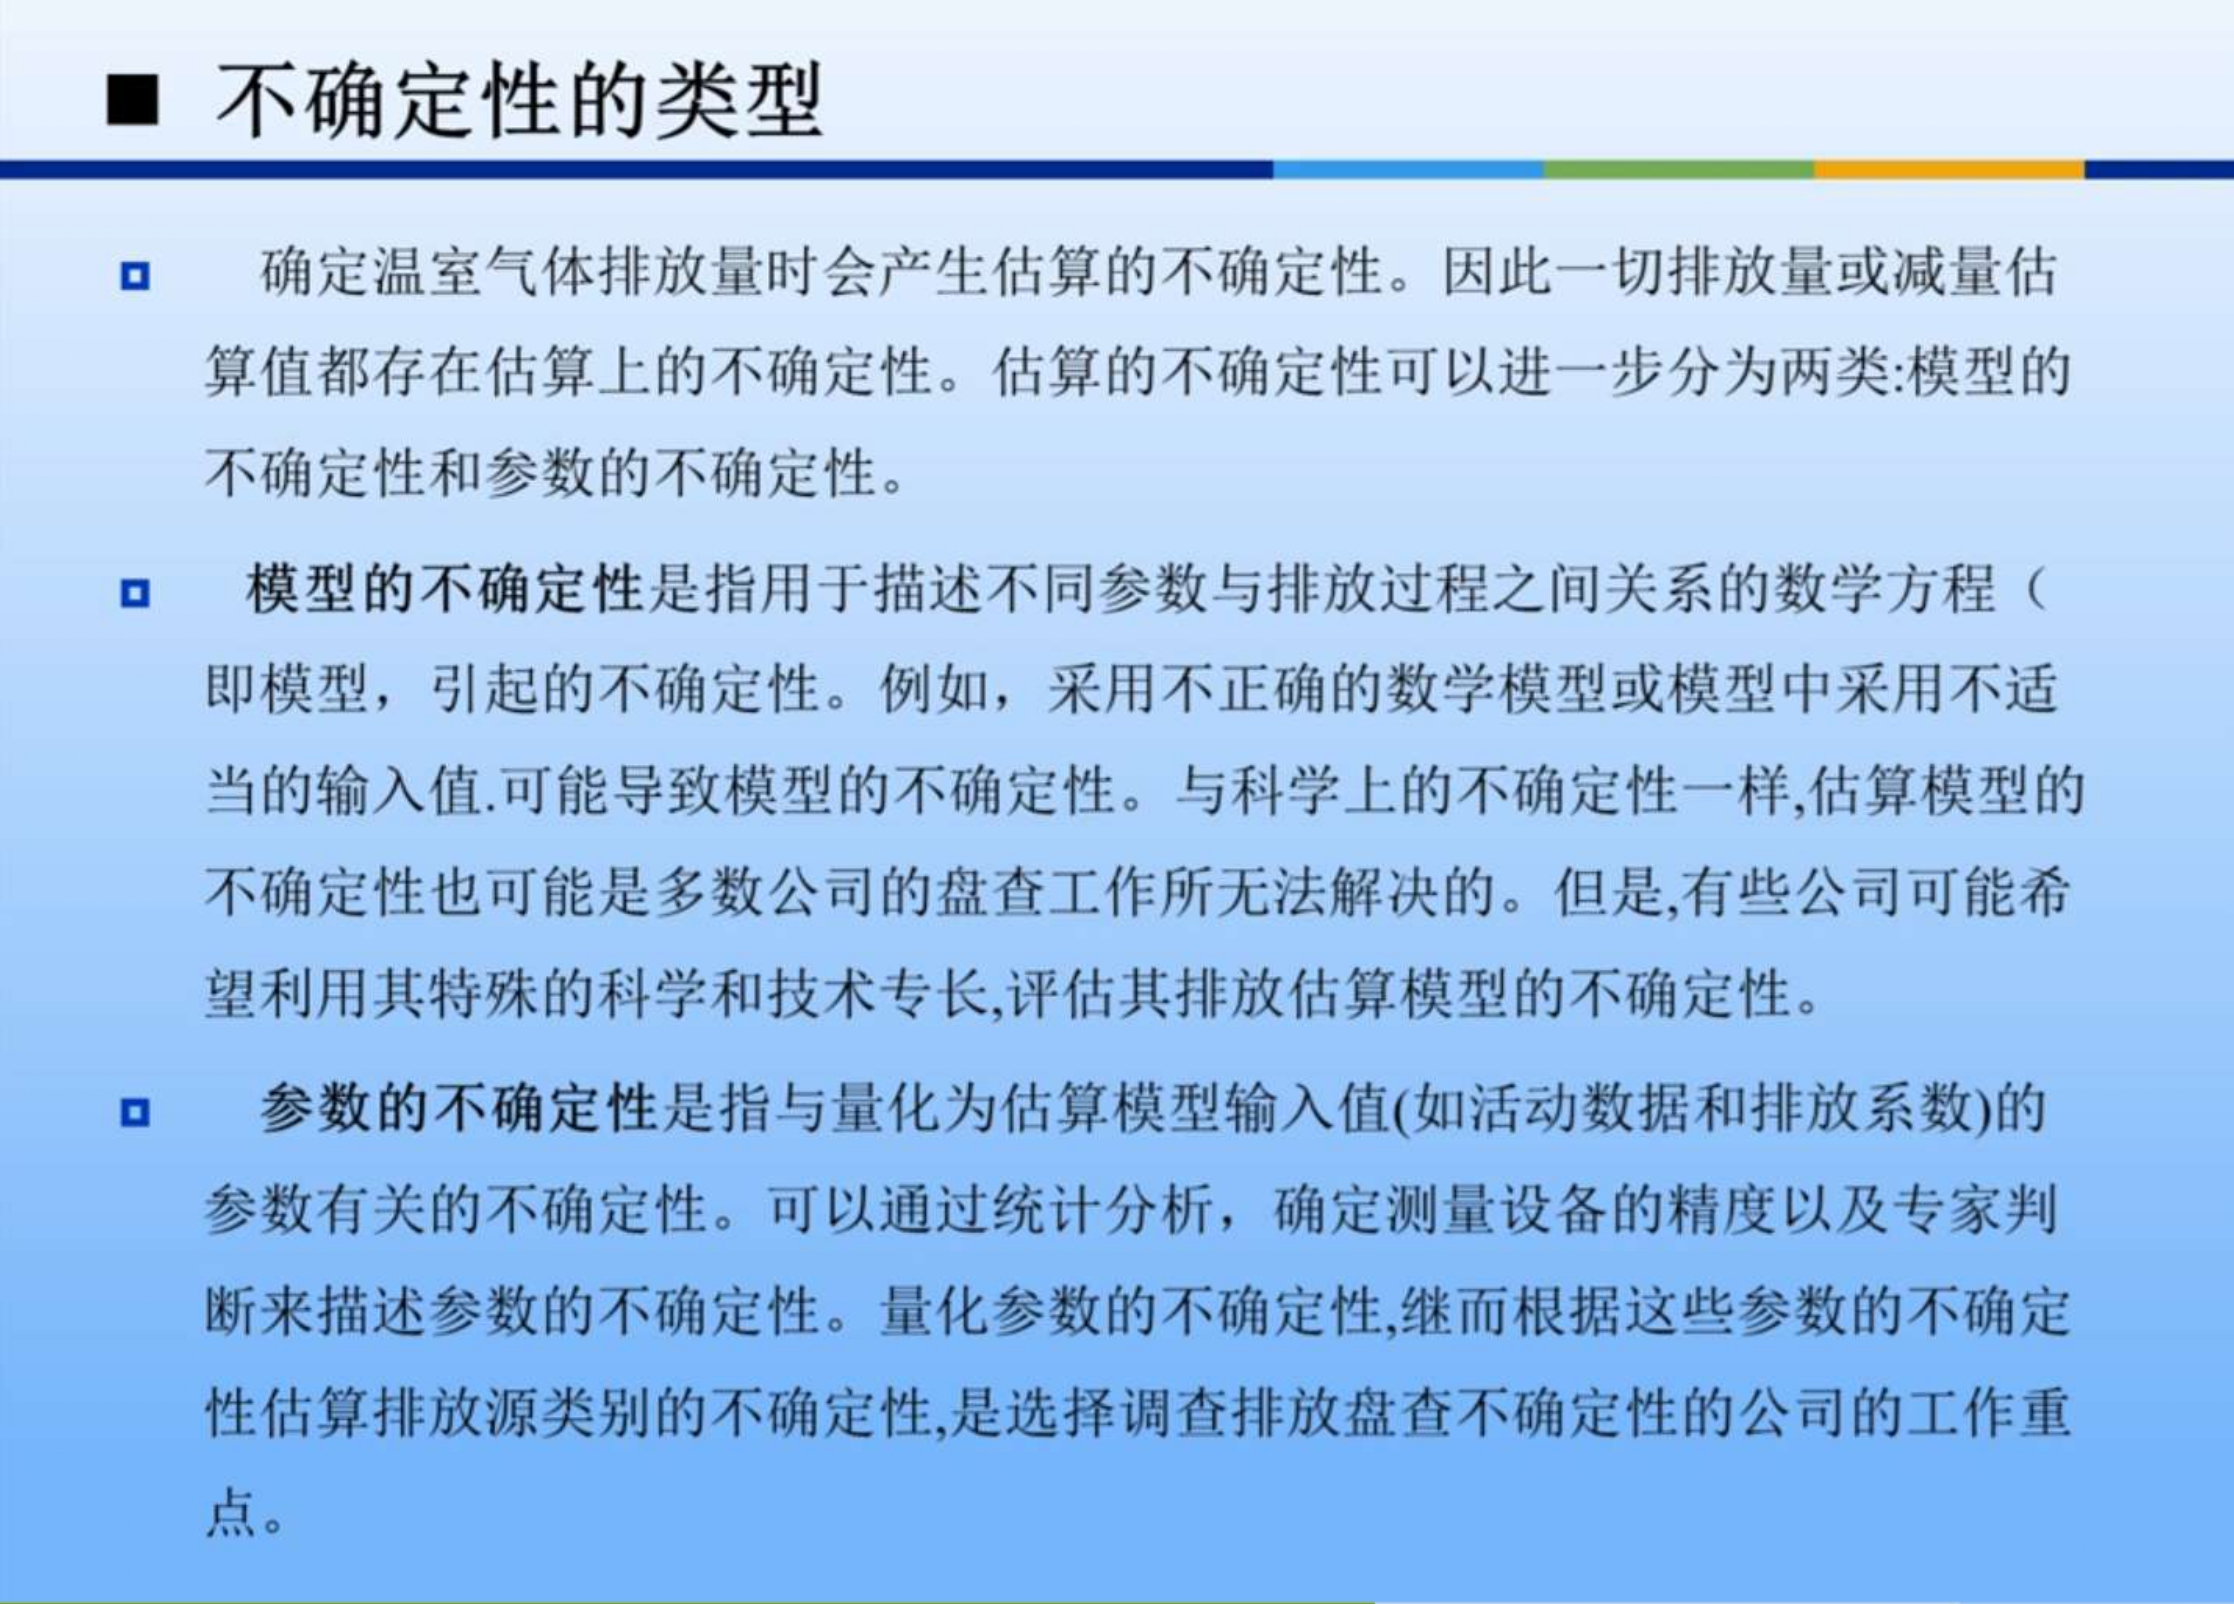 不确定性的类型
确定温室气体排放量时会产生估算的不确定性。因此一切排放量或减量估
算值都存在估算上的不确定性。估算的不确定性可以进一步分为两类:模型的
不确定性和参数的不确定性。
模型的不确定性是指用于描述不同参数与排放过程之间关系的数学方程（
即模型，引起的不确定性。例如，采用不正确的数学模型或模型中采用不适
当的输入值.可能导致模型的不确定性。与科学上的不确定性一样,估算模型的
不确定性也可能是多数公司的盘查工作所无法解决的。但是,有些公司可能希
望利用其特殊的科学和技术专长,评估其排放估算模型的不确定性。
参数的不确定性是指与量化为估算模型输入值(如活动数据和排放系数)的
参数有关的不确定性。可以通过统计分析，确定测量设备的精度以及专家判
断来描述参数的不确定性。量化参数的不确定性,继而根据这些参数的不确定
性估算排放源类别的不确定性,是选择调查排放盘查不确定性的公司的工作重
点。